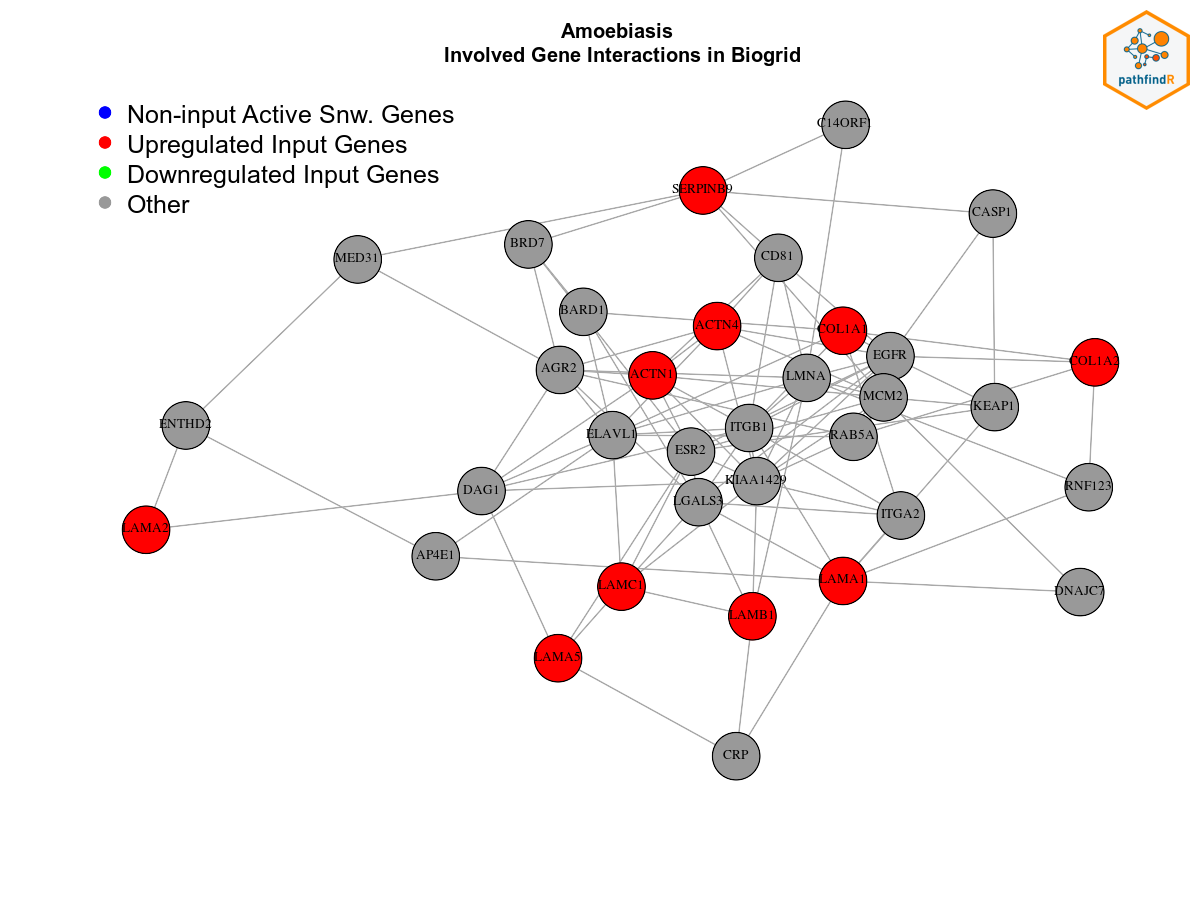 Amoebiasis
Involved Gene Interactions in Biogrid
pathfindR
Non-input Active Snw. Genes
Upregulated Input Genes
Downregulated Input Genes
Other
C14ORF1
SERPINB9
CASP1
BRD7
CD81
MED31
BARD1
ACTN4
COL1A1
EGFR
COL1A2
AGR2
ACTN1
LMNA
MCM2
KEAP1
ENTHD2
ELAVL1
ITGB1
RAB5A
ESR2
KIAA1429
DAG1
RNF123
LGALS3
ITGA2
LAMA2
AP4E1
LAMC1
LAMA1
DNAJC7
LAMB1
LAMA5
CRP